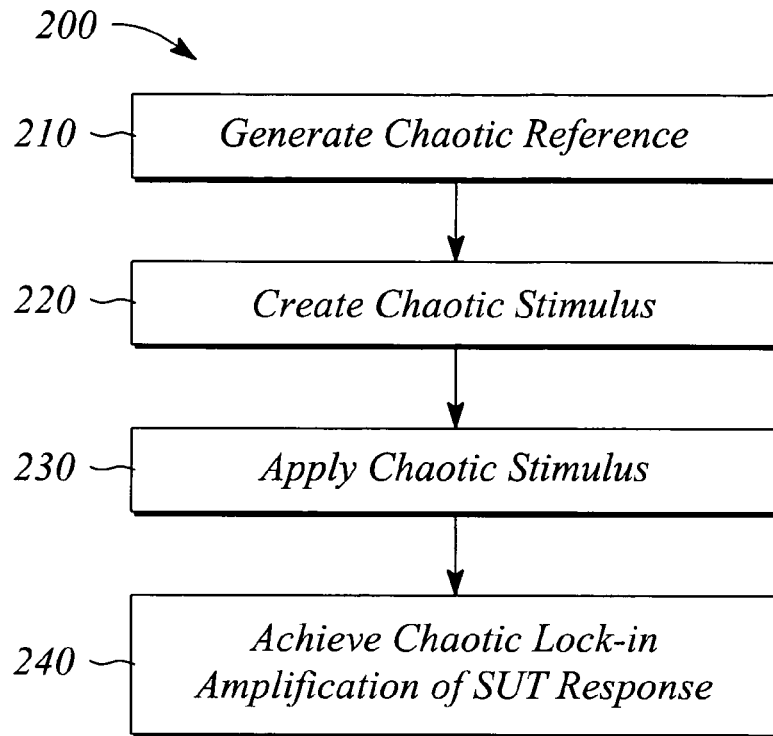 200
210
Generate Chaotic Reference
220
Create Chaotic Stimulus
230
Apply Chaotic Stimulus
240
Achieve Chaotic Lock-in
Amplification of SUT Response